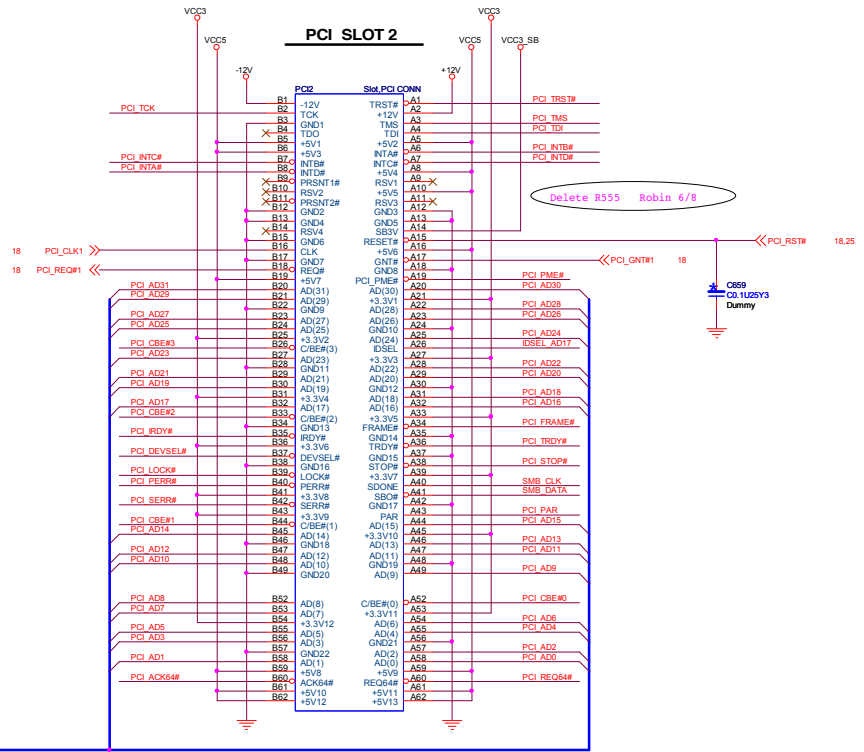 VCC3 VCC3
PCI SLOT 2
VCC5 VCC5 VCC3_SB
-12V +12V
PCI2 Slot,PCI CONN
B1 -12V TRST# A1 PCI_TRST#
PCI_TCK B2 TCK +12V A2
B3 GND1 TMS A3 PCI_TMS
B4 TDO TDI A4 PCI_TDI
B5 +5V1 +5V2 A5
B6 +5V3 INTA# A6 PCI_INTB#
PCI_INTC# B7 INTB# INTC# A7 PCI_INTD#
PCI_INTA# B8 INTD# +5V4 A8
B9 PRSNT1# RSV1 A9
B10 RSV2 +5V5 A10
B11 PRSNT2# RSV3 A11
Delete R555 Robin 6/8
B12 GND2 GND3 A12
B13 GND4 GND5 A13
B14 RSV4 SB3V A14
B15 GND6 RESET# A15 PCI_RST# 18,25
18 PCI_CLK1 B16 CLK +5V6 A16
B17 GND7 GNT# A17 PCI_GNT#1 18
18 PCI_REQ#1 B18 REQ# GND8 A18
B19 +5V7 PCI_PME# A19 PCI_PME#
PCI_AD31 B20 AD(31) AD(30) A20 PCI_AD30
PCI_AD29 B21 AD(29) +3.3V1 A21
C659
C0.1U25Y3
Dummy
B22 GND9 AD(28) A22 PCI_AD28
PCI_AD27 B23 AD(27) AD(26) A23 PCI_AD26
PCI_AD25 B24 AD(25) GND10 A24
B25 +3.3V2 AD(24) A25 PCI_AD24
PCI_CBE#3 B26 C/BE#(3) IDSEL A26 IDSEL_AD17
PCI_AD23 B27 AD(23) +3.3V3 A27
B28 GND11 AD(22) A28 PCI_AD22
PCI_AD21 B29 AD(21) AD(20) A29 PCI_AD20
PCI_AD19 B30 AD(19) GND12 A30
B31 +3.3V4 AD(18) A31 PCI_AD18
PCI_AD17 B32 AD(17) AD(16) A32 PCI_AD16
PCI_CBE#2 B33 C/BE#(2) +3.3V5 A33
B34 GND13 FRAME# A34 PCI_FRAME#
PCI_IRDY# B35 IRDY# GND14 A35
B36 +3.3V6 TRDY# A36 PCI_TRDY#
PCI_DEVSEL# B37 DEVSEL# GND15 A37
B38 GND16 STOP# A38 PCI_STOP#
PCI_LOCK# B39 LOCK# +3.3V7 A39
PCI_PERR# B40 PERR# SDONE A40 SMB_CLK
B41 +3.3V8 SBO# A41 SMB_DATA
PCI_SERR# B42 SERR# GND17 A42
B43 +3.3V9 PAR A43 PCI_PAR
PCI_CBE#1 B44 C/BE#(1) AD(15) A44 PCI_AD15
PCI_AD14 B45 AD(14) +3.3V10 A45
B46 GND18 AD(13) A46 PCI_AD13
PCI_AD12 B47 AD(12) AD(11) A47 PCI_AD11
PCI_AD10 B48 AD(10) GND19 A48
B49 GND20 AD(9) A49 PCI_AD9
PCI_AD8 B52 AD(8) C/BE#(0) A52 PCI_CBE#0
PCI_AD7 B53 AD(7) +3.3V11 A53
B54 +3.3V12 AD(6) A54 PCI_AD6
PCI_AD5 B55 AD(5) AD(4) A55 PCI_AD4
PCI_AD3 B56 AD(3) GND21 A56
B57 GND22 AD(2) A57 PCI_AD2
PCI_AD1 B58 AD(1) AD(0) A58 PCI_AD0
B59 +5V8 +5V9 A59
PCI_ACK64# B60 ACK64# REQ64# A60 PCI_REQ64#
B61 +5V10 +5V11 A61
B62 +5V12 +5V13 A62